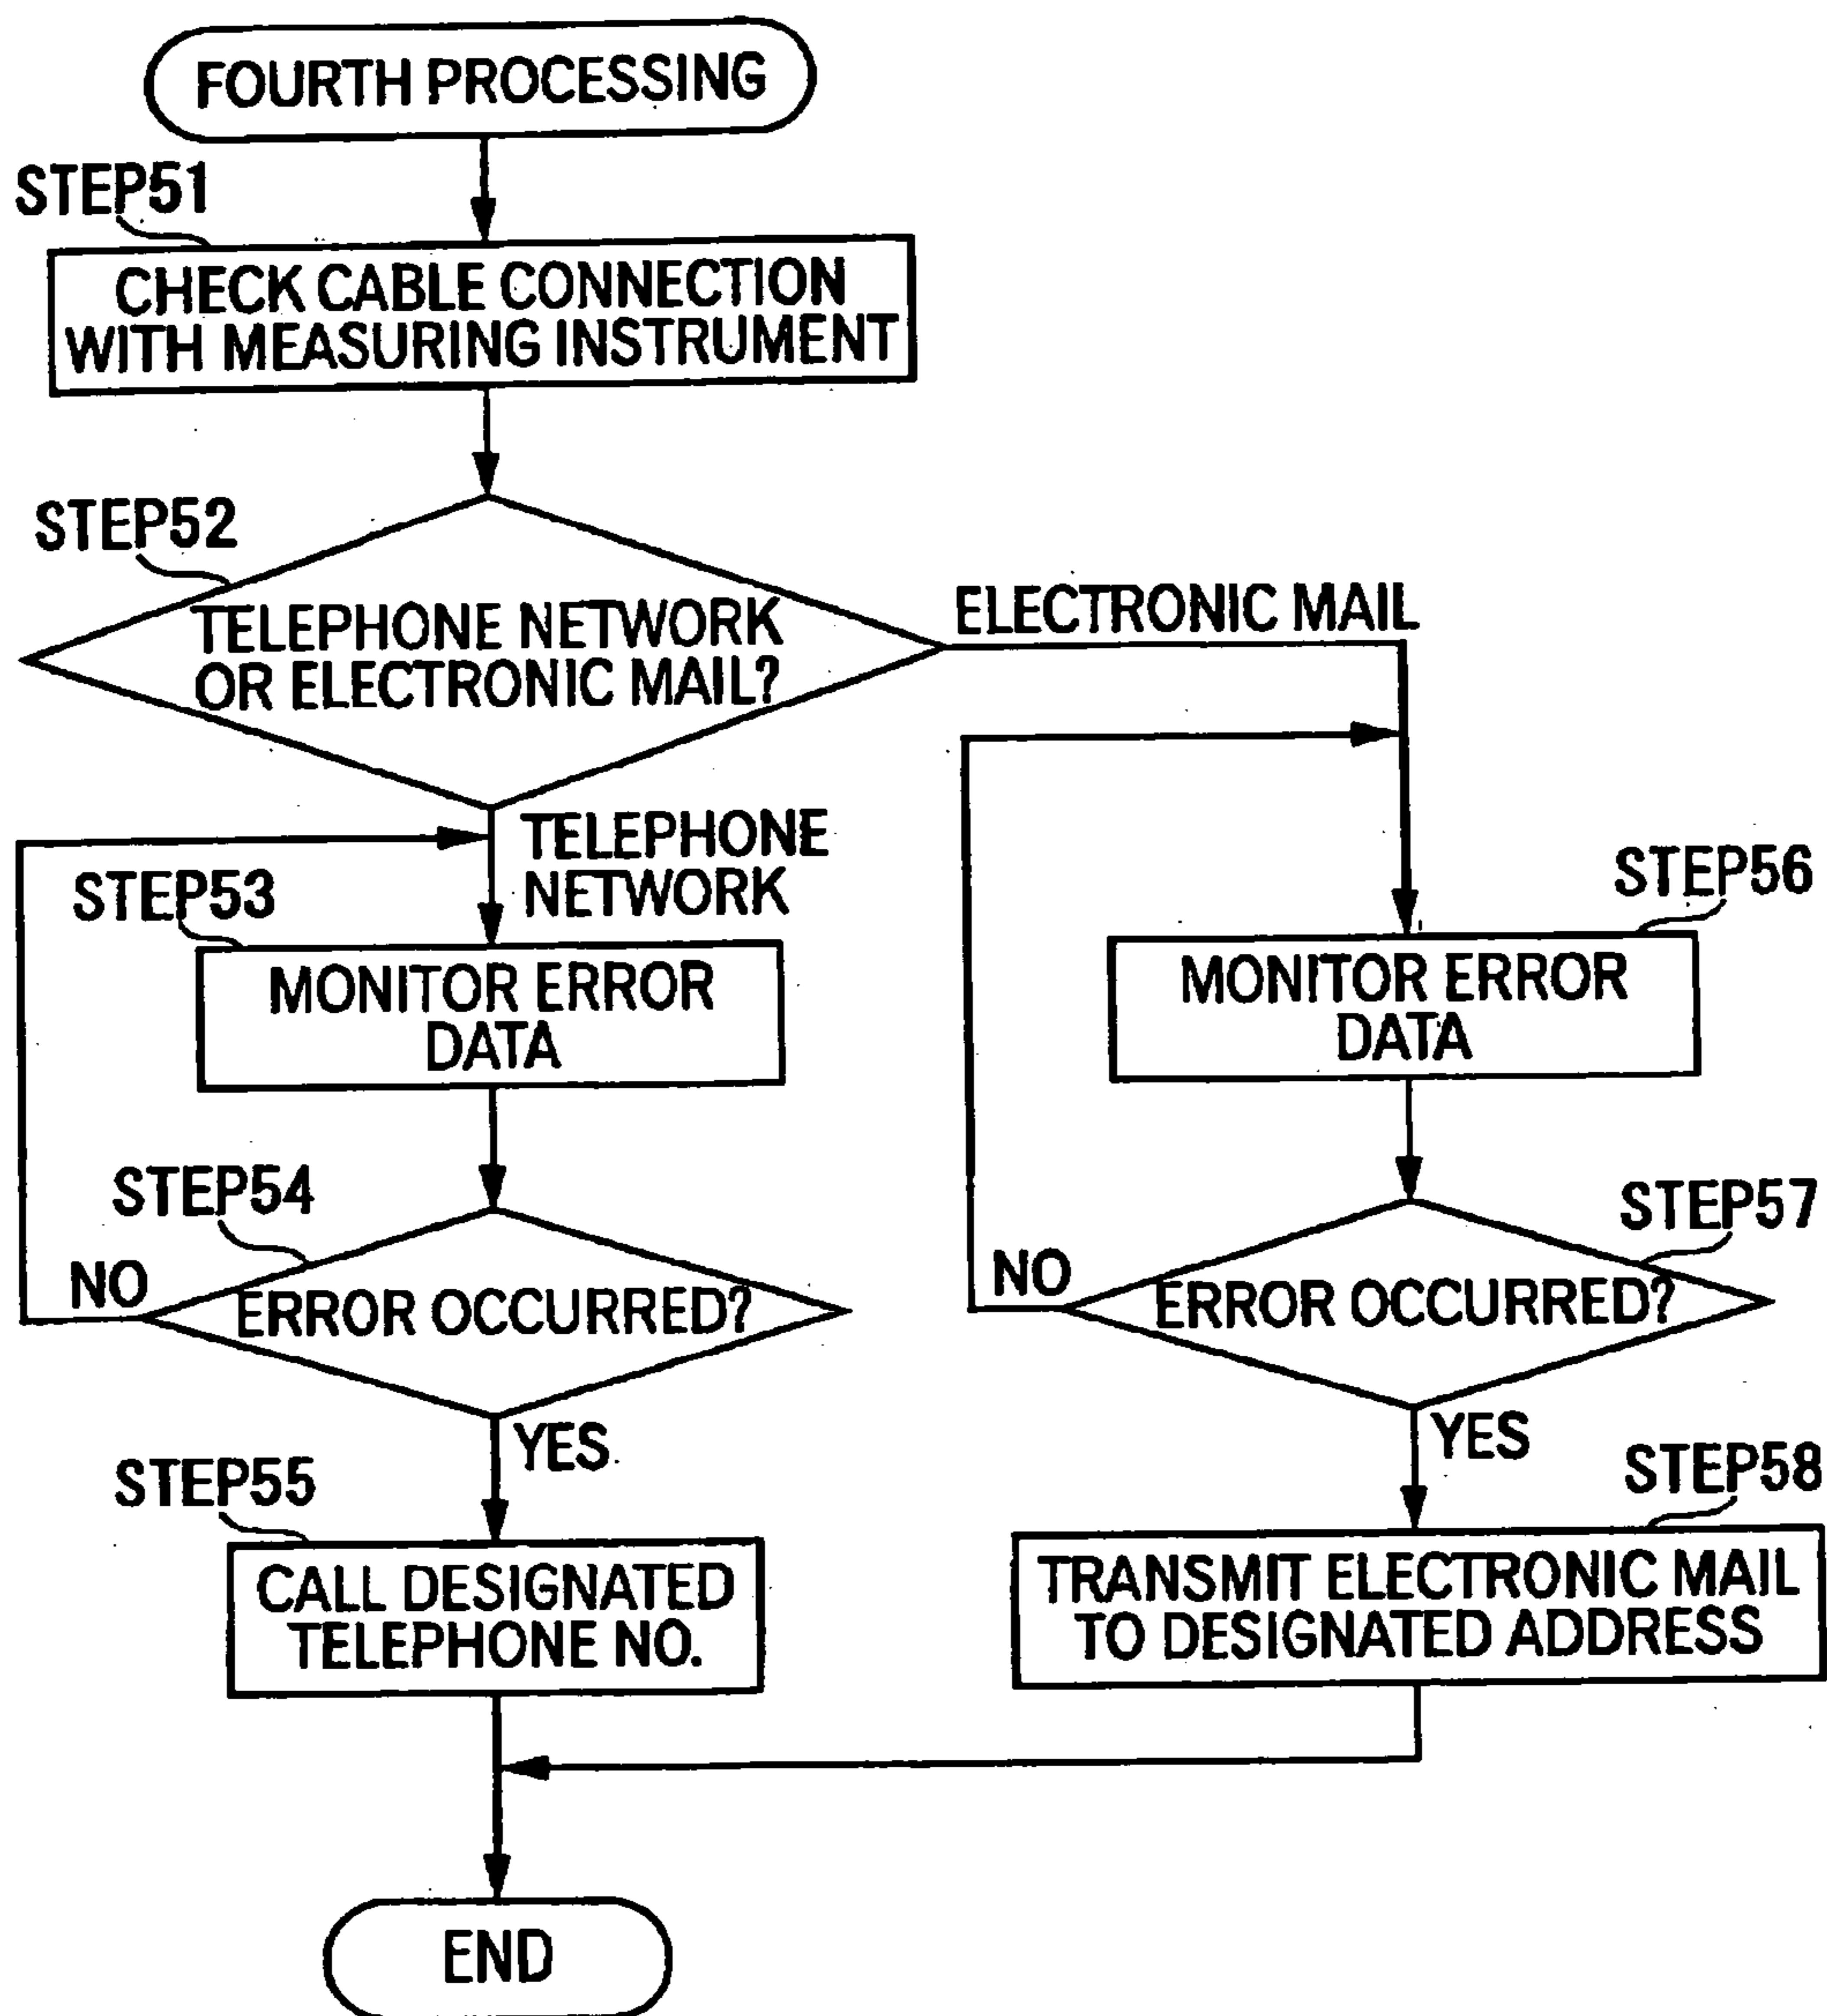 FOURTH PROCESSING
STEP51
CHECK CABLE CONNECTION
WITH MEASURING INSTRUMENT
STEP52
TELEPHONE NETWORK
OR ELECTRONIC MAIL?
ELECTRONIC MAIL
TELEPHONE
NETWORK
STEP53
MONITOR ERROR
DATA
STEP54
NO
ERROR OCCURRED?
YES
STEP55
CALL DESIGNATED
TELEPHONE NO.
STEP56
MONITOR ERROR
DATA
STEP57
NO
ERROR OCCURRED?
YES
STEP58
TRANSMIT ELECTRONIC MAIL
TO DESIGNATED ADDRESS
END